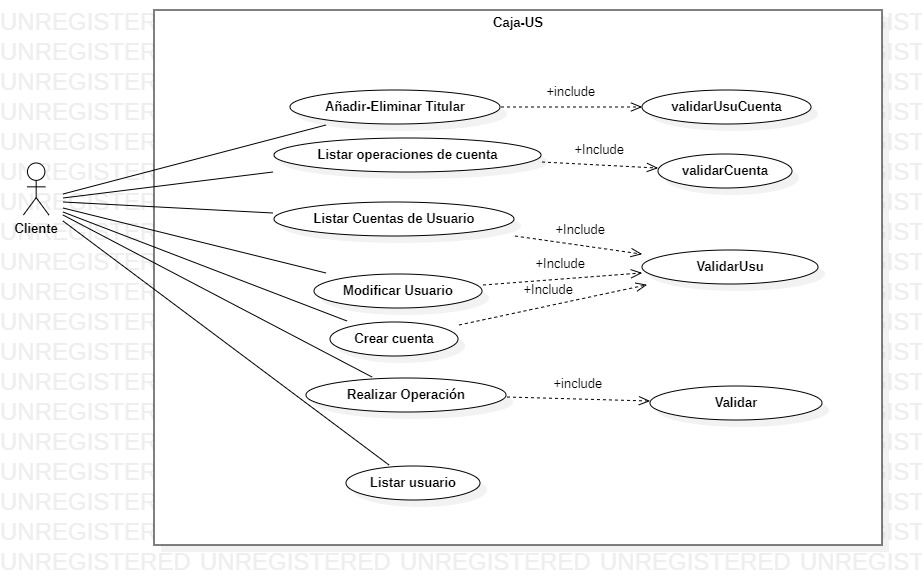 Caja-US
Añadir-Eliminar Titular
+include
validarUsuCuenta
Listar operaciones de cuenta
+Include
validarCuenta
Cliente
Listar Cuentas de Usuario
+Include
ValidarUsu
+Include
Modificar Usuario
+Include
Crear cuenta
+include
Realizar Operación
Validar
Listar usuario
UNREGISTERED UNREGISTERED UNREGISTERED UNREGISTERED UNREGISTERED